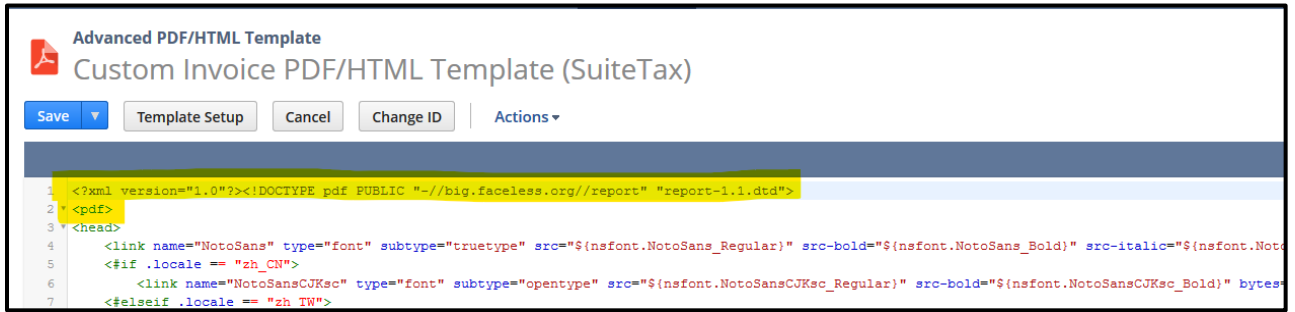 Advanced PDF/HTML Template
Custom Invoice PDF/HTML Template (SuiteTax)
Save Template Setup Cancel Change ID Actions
1 <?xml version="1.0"?><!DOCTYPE pdf PUBLIC "-//big.faceless.org//report" "report-1.1.dtd">
2 <pdf>
3 <head>
4 <link name="NotoSans" type="font" subtype="truetype" src="${nsfont.NotoSans_Regular}" src-bold="${nsfont.NotoSans_Bold}" src-italic="${nsfont.Noto
5 <#if .locale == "zh_CN">
6 <link name="NotoSansCJKsc" type="font" subtype="opentype" src="${nsfont.NotoSansCJKsc_Regular}" src-bold="${nsfont.NotoSansCJKsc_Bold}" bytes=
7 <#elseif .locale == "zh_TW">